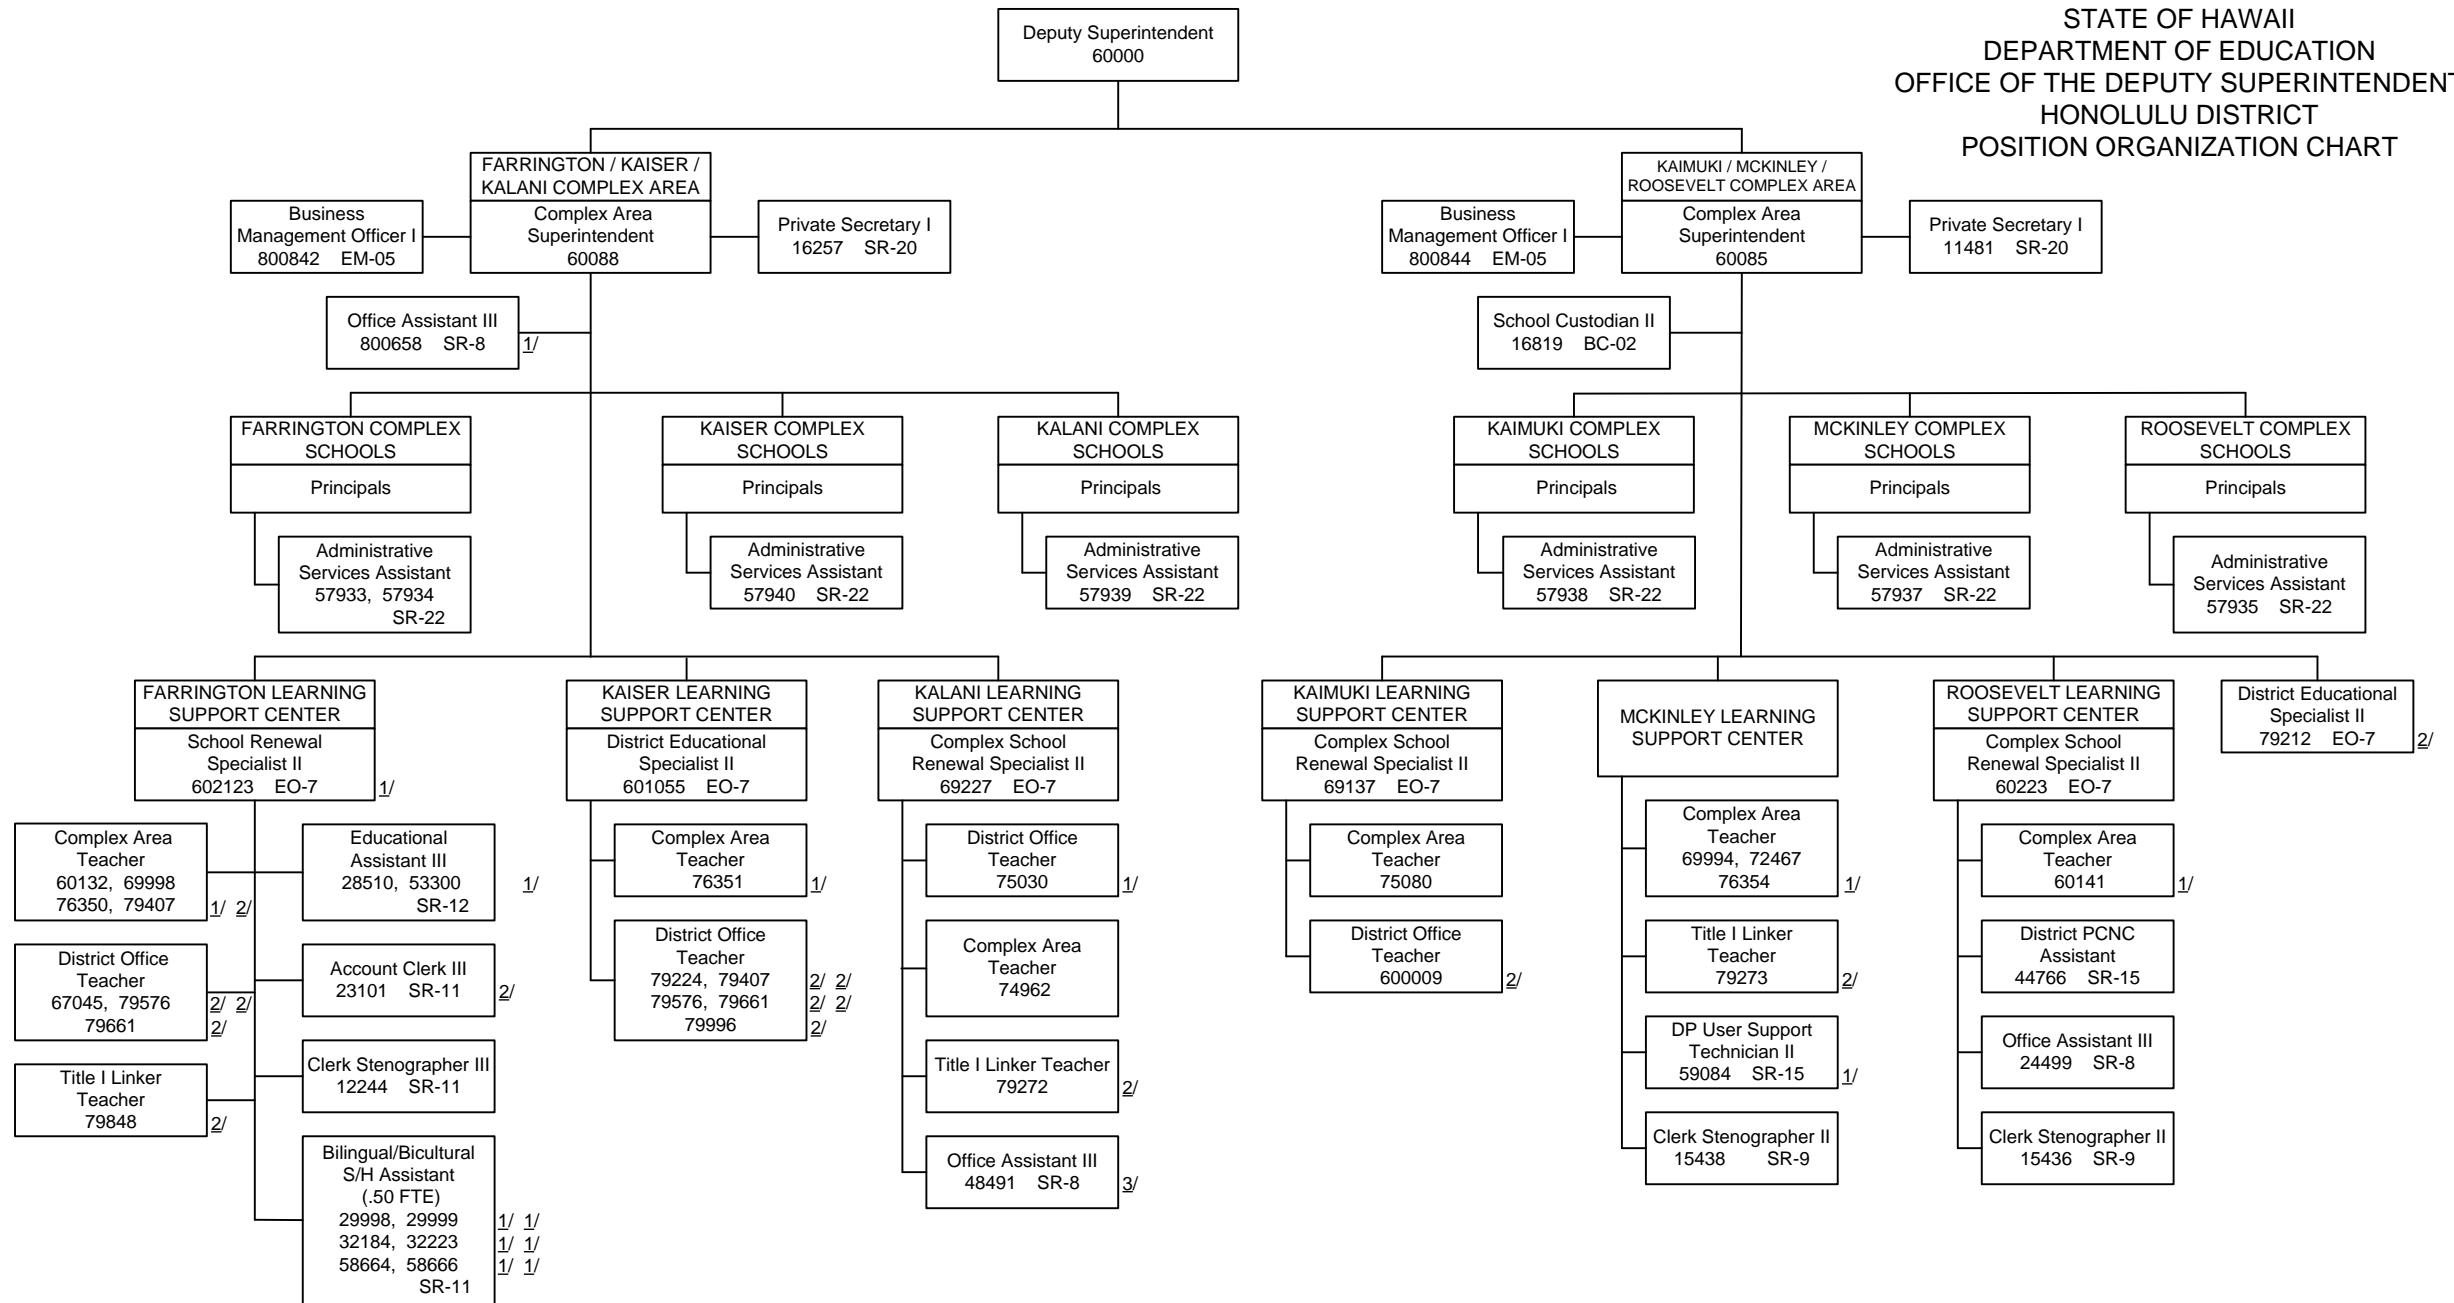 STATE OF HAWAII
DEPARTMENT OF EDUCATION
OFFICE OF THE DEPUTY SUPERINTENDENT
HONOLULU DISTRICT
POSITION ORGANIZATION CHART
Deputy Superintendent
60000
FARRINGTON / KAISER /
KALANI COMPLEX AREA
Complex Area
Superintendent
60088
Business
Management Officer I
800842 EM-05
Private Secretary I
16257 SR-20
Office Assistant III
800658 SR-8 1/
FARRINGTON COMPLEX
SCHOOLS
Principals
Administrative
Services Assistant
57933, 57934
SR-22
KAISER COMPLEX
SCHOOLS
Principals
Administrative
Services Assistant
57940 SR-22
KALANI COMPLEX
SCHOOLS
Principals
Administrative
Services Assistant
57939 SR-22
FARRINGTON LEARNING
SUPPORT CENTER
School Renewal
Specialist II
602123 EO-7 1/
Complex Area
Teacher
60132, 69998
76350, 79407 1/ 2/
District Office
Teacher
67045, 79576 2/ 2/
79661 2/
Title I Linker
Teacher
79848 2/
Educational
Assistant III
28510, 53300 1/
SR-12
Account Clerk III
23101 SR-11 2/
Clerk Stenographer III
12244 SR-11
Bilingual/Bicultural
S/H Assistant
(.50 FTE)
29998, 29999 1/ 1/
32184, 32223 1/ 1/
58664, 58666 1/ 1/
SR-11
KAISER LEARNING
SUPPORT CENTER
District Educational
Specialist II
601055 EO-7
Complex Area
Teacher
76351 1/
District Office
Teacher
79224, 79407 2/ 2/
79576, 79661 2/ 2/
79996 2/
KALANI LEARNING
SUPPORT CENTER
Complex School
Renewal Specialist II
69227 EO-7
District Office
Teacher
75030 1/
Complex Area
Teacher
74962
Title I Linker Teacher
79272 2/
Office Assistant III
48491 SR-8 3/
KAIMUKI / MCKINLEY /
ROOSEVELT COMPLEX AREA
Complex Area
Superintendent
60085
Business
Management Officer I
800844 EM-05
Private Secretary I
11481 SR-20
School Custodian II
16819 BC-02
KAIMUKI COMPLEX
SCHOOLS
Principals
Administrative
Services Assistant
57938 SR-22
MCKINLEY COMPLEX
SCHOOLS
Principals
Administrative
Services Assistant
57937 SR-22
ROOSEVELT COMPLEX
SCHOOLS
Principals
Administrative
Services Assistant
57935 SR-22
KAIMUKI LEARNING
SUPPORT CENTER
Complex School
Renewal Specialist II
69137 EO-7
Complex Area
Teacher
75080
District Office
Teacher
600009 2/
MCKINLEY LEARNING
SUPPORT CENTER
Complex Area
Teacher
69994, 72467
76354 1/
Title I Linker
Teacher
79273 2/
DP User Support
Technician II
59084 SR-15 1/
Clerk Stenographer II
15438 SR-9
ROOSEVELT LEARNING
SUPPORT CENTER
Complex School
Renewal Specialist II
60223 EO-7
Complex Area
Teacher
60141 1/
District PCNC
Assistant
44766 SR-15
Office Assistant III
24499 SR-8
Clerk Stenographer II
15436 SR-9
District Educational
Specialist II
79212 EO-7 2/